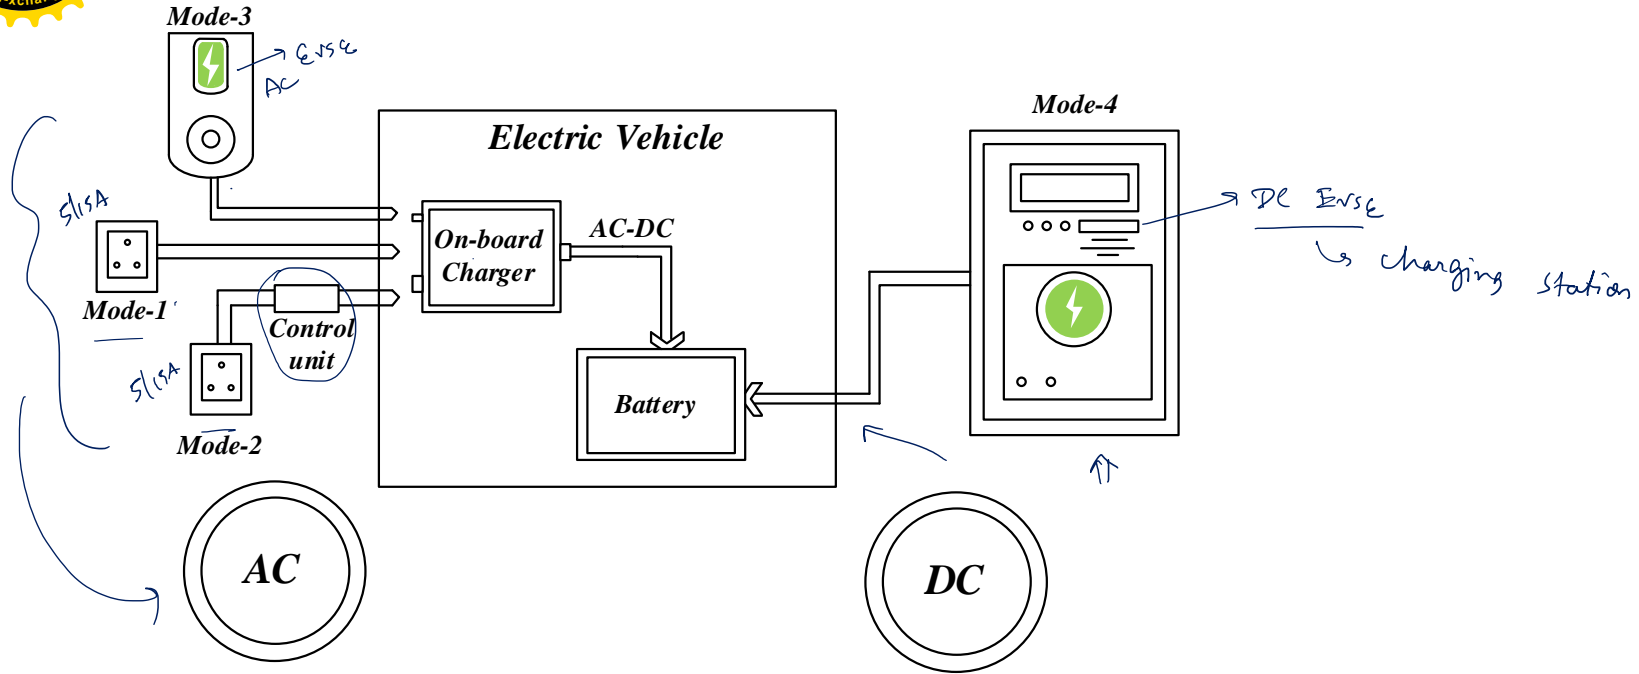 xchan
Mode-3
EVSE
AC
Mode-4
Electric Vehicle
5/15A
DC EVSE
On-board
Charger
AC-DC
charging station
Mode-1
Control
unit
5/15A
Battery
Mode-2
AC
DC